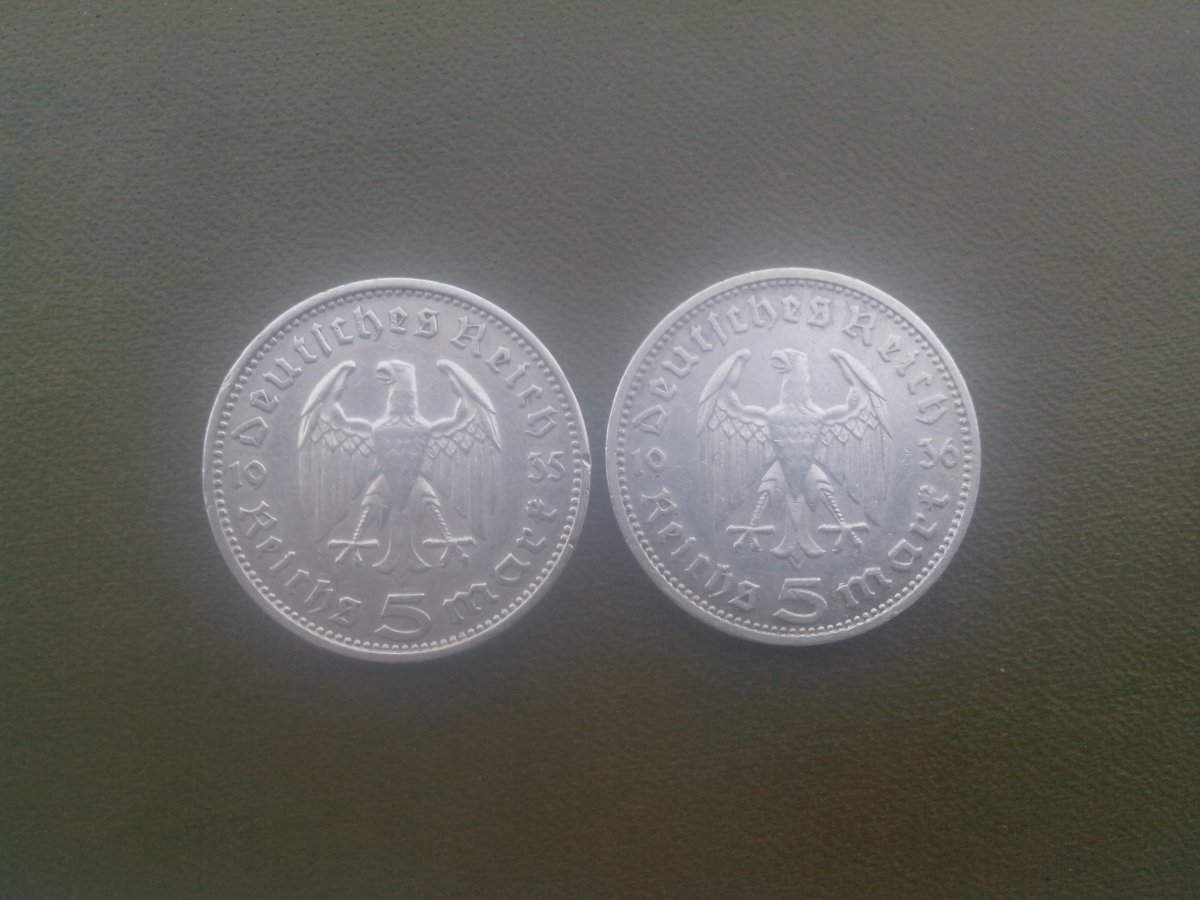 Deutsches Reich
19 35
Reichs 5 Mark
Deutsches Reich
19 36
Reichs 5 Mark